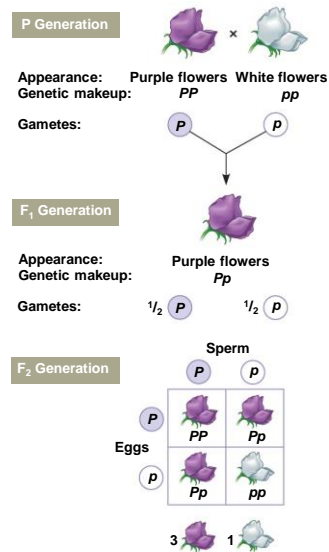 P Generation
×
Appearance: Purple flowers White flowers
Genetic makeup: PP pp
Gametes: P p
F₁ Generation
Appearance: Purple flowers
Genetic makeup: Pp
Gametes: 1/2 P 1/2 p
Sperm
F₂ Generation
P p
P
PP Pp
Eggs
p
Pp pp
3 1